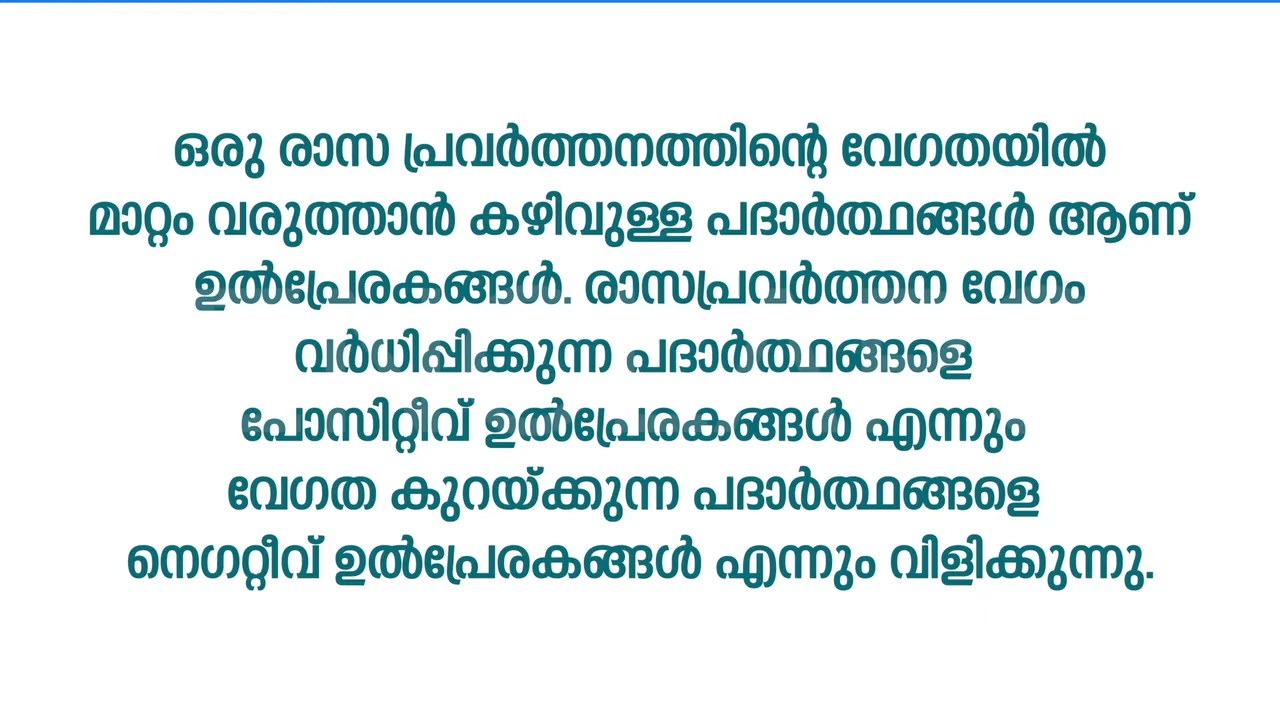 ഒരു രാസ പ്രവർത്തനത്തിന്റെ വേഗതയിൽ
മാറ്റം വരുത്താൻ കഴിവുള്ള പദാർത്ഥങ്ങൾ ആണ്
ഉൽപ്രേരകങ്ങൾ. രാസപ്രവർത്തന വേഗം
വർധിപ്പിക്കുന്ന പദാർത്ഥങ്ങളെ
പോസിറ്റീവ് ഉൽപ്രേരകങ്ങൾ എന്നും
വേഗത കുറയ്ക്കുന്ന പദാർത്ഥങ്ങളെ
നെഗറ്റീവ് ഉൽപ്രേരകങ്ങൾ എന്നും വിളിക്കുന്നു.